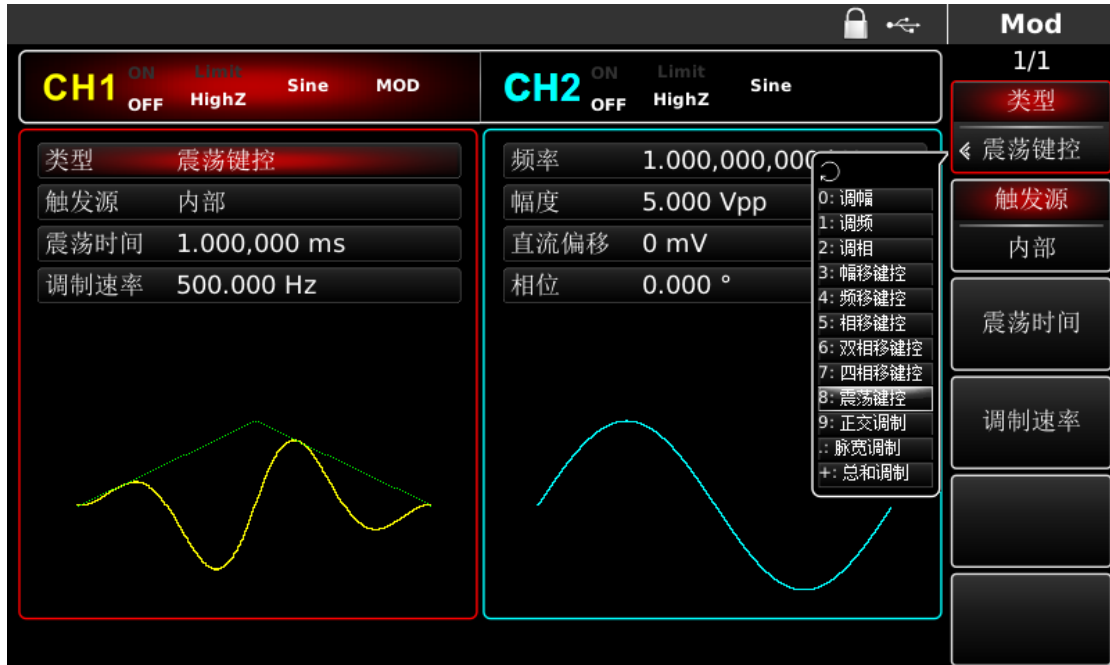 Mod
1/1
CH1 ON OFF Limit HighZ Sine MOD
CH2 ON OFF Limit HighZ Sine
类型 震荡键控
触发源 内部
震荡时间 1.000,000 ms
调制速率 500.000 Hz
频率 1.000,000,000
幅度 5.000 Vpp
直流偏移 0 mV
相位 0.000 °
0: 调幅
1: 调频
2: 调相
3: 幅移键控
4: 频移键控
5: 相移键控
6: 双相移键控
7: 四相移键控
8: 震荡键控
9: 正交调制
.: 脉宽调制
+: 总和调制
类型
震荡键控
触发源
内部
震荡时间
调制速率